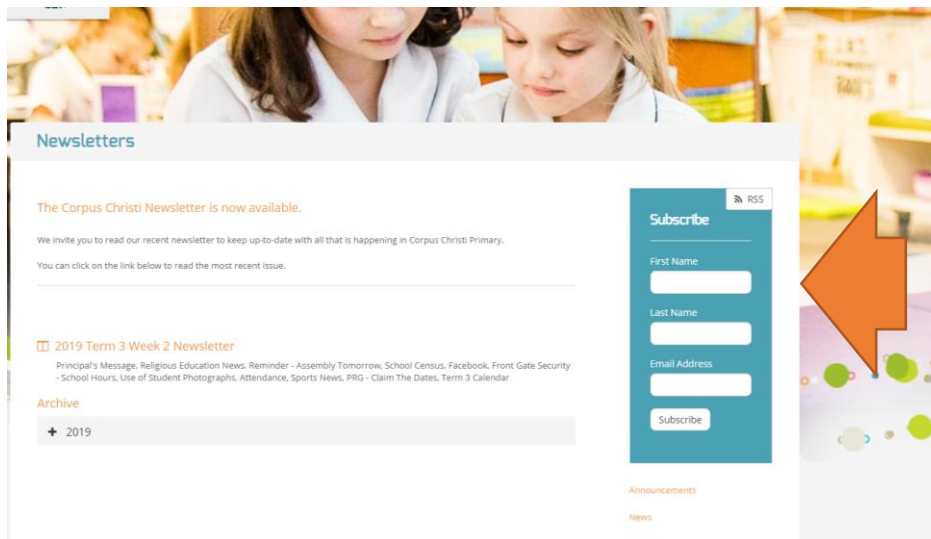 Newsletters
The Corpus Christi Newsletter is now available.
We invite you to read our recent newsletter to keep up-to-date with all that is happening in Corpus Christi Primary.
You can click on the link below to read the most recent issue.
2019 Term 3 Week 2 Newsletter
Principal's Message, Religious Education News, Reminder - Assembly Tomorrow, School Census, Facebook, Front Gate Security
- School Hours, Use of Student Photographs, Attendance, Sports News, PRG - Claim The Dates, Term 3 Calendar
Archive
+ 2019
RSS
Subscribe
First Name
Last Name
Email Address
Subscribe
Announcements
News